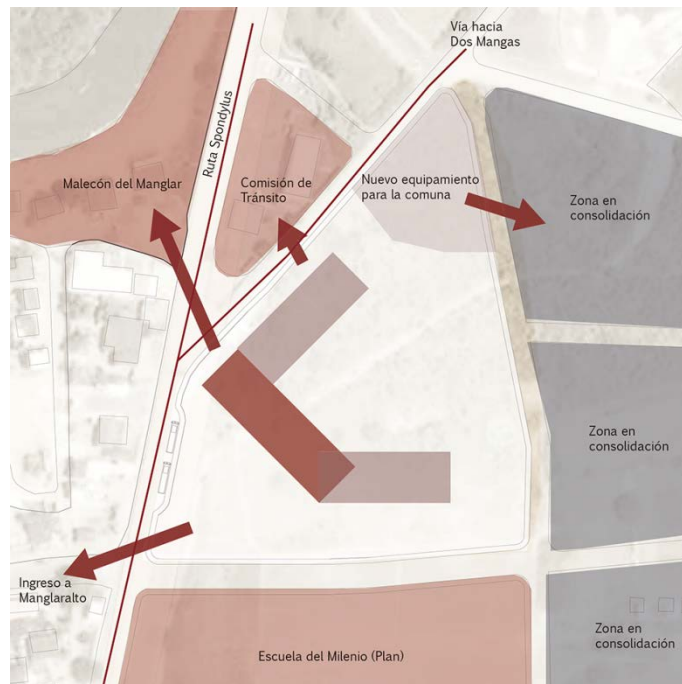 Vía hacia
Dos Mangas
Ruta Spondylus
Malecón del Manglar
Comisión de
Tránsito
Nuevo equipamiento
para la comuna
Zona en
consolidación
Zona en
consolidación
Ingreso a
Manglaralto
Zona en
consolidación
Escuela del Milenio (Plan)